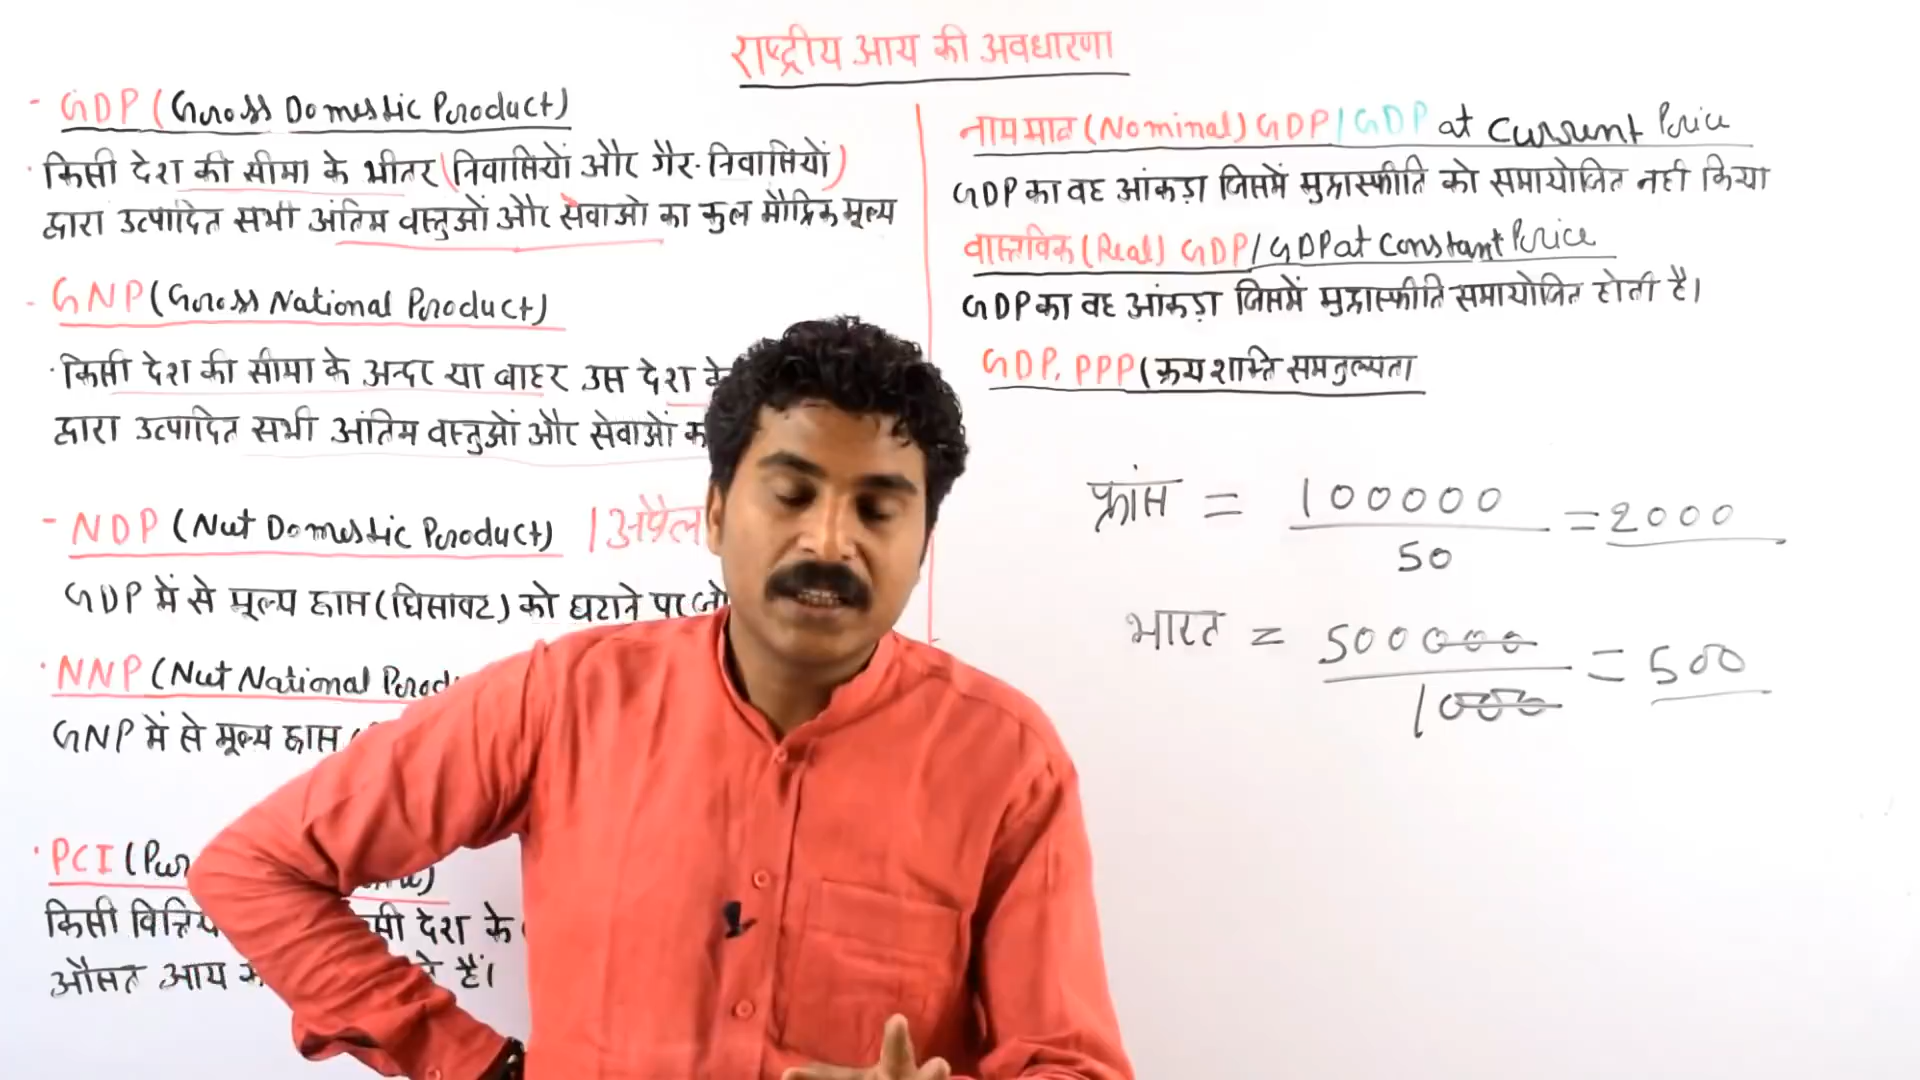 राष्ट्रीय आय की अवधारणा
- GDP (Gross Domestic Product)
· किसी देश की सीमा के भीतर (निवासियों और गैर-निवासियों)
द्वारा उत्पादित सभी अंतिम वस्तुओं और सेवाओ का कुल मौद्रिक मूल्य
- GNP (Gross National Product)
· किसी देश की सीमा के अन्दर या बाहर उस देश के
द्वारा उत्पादित सभी अंतिम वस्तुओं और सेवाओं
- NDP (Net Domestic Product) / अप्रैल
GDP में से मूल्य ह्रास (घिसावट) को घटाने पर जो
· NNP (Net National
GNP में से मूल्य ह्रास
· PCI (Per
किसी देश के
औसत आय हैं।
नाममात्र (Nominal) GDP / GDP at Current Price
GDP का वह आंकड़ा जिसमें मुद्रास्फीति को समायोजित नही किया
वास्तविक (Real) GDP / GDP at Constant Price
GDP का वह आंकड़ा जिसमें मुद्रास्फीति समायोजित होती है।
GDP, PPP (क्रय शक्ति समतुल्यता
फ्रांस = 100000 / 50 = 2000
भारत = 500000 / 1000 = 500